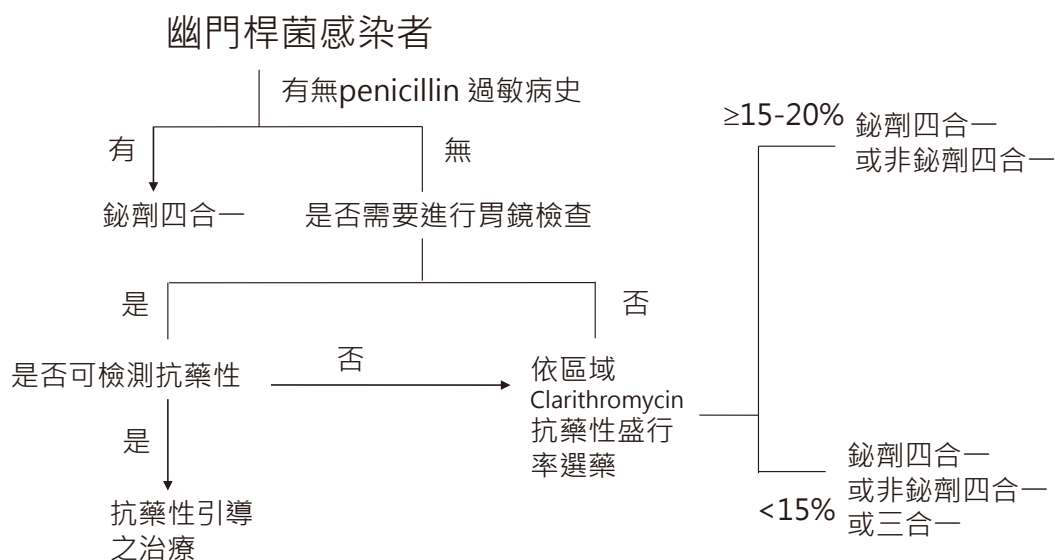 幽門桿菌感染者
有無penicillin 過敏病史
有
無
鉍劑四合一
是否需要進行胃鏡檢查
是
否
是否可檢測抗藥性
否
依區域
Clarithromycin
抗藥性盛行
率選藥
是
抗藥性引導
之治療
≥15-20%
鉍劑四合一
或非鉍劑四合一
<15%
鉍劑四合一
或非鉍劑四合一
或三合一